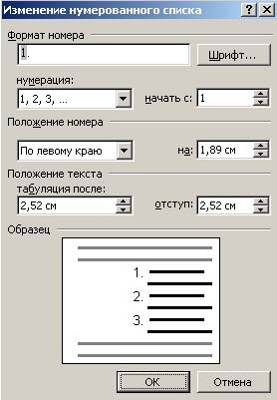 Изменение нумерованного списка
Формат номера
1.
Шрифт...
нумерация:
1, 2, 3, ...
начать с: 1
Положение номера
По левому краю
на: 1,89 см
Положение текста
табуляция после:
2,52 см
отступ: 2,52 см
Образец
1.
2.
3.
ОК
Отмена